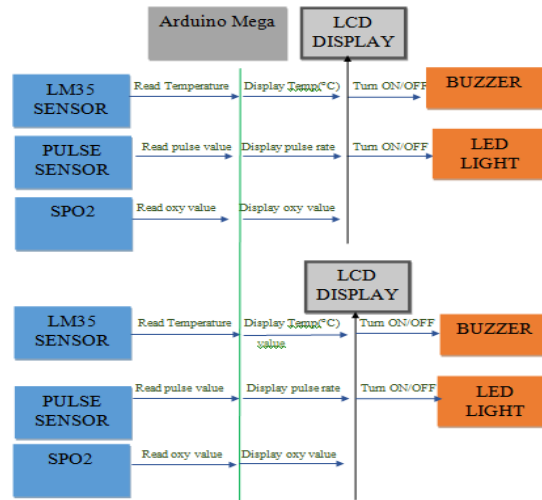 Arduino Mega
LCD
DISPLAY
LM35
SENSOR
Read Temperature
Display Temp(°C)
Turn ON/OFF
BUZZER
PULSE
SENSOR
Read pulse value
Display pulse rate
Turn ON/OFF
LED
LIGHT
SPO2
Read oxy value
Display oxy value
LCD
DISPLAY
LM35
SENSOR
Read Temperature
Display Temp(°C)
value
Turn ON/OFF
BUZZER
PULSE
SENSOR
Read pulse value
Display pulse rate
Turn ON/OFF
LED
LIGHT
SPO2
Read oxy value
Display oxy value